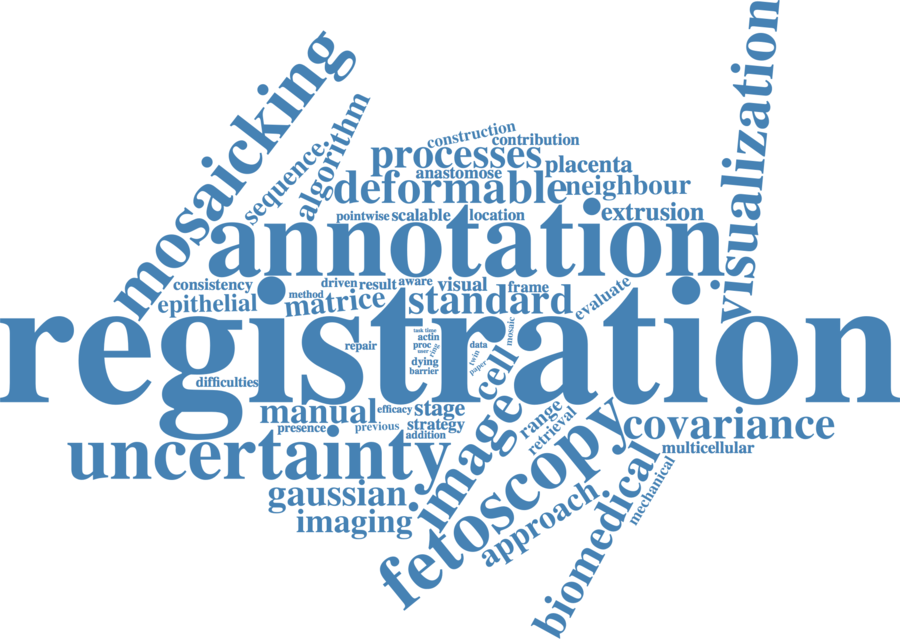 mosaicking
visualization
algorithm
sequence
construction
contribution
processes
placenta
anastomose
deformable
neighbour
pointwise
scalable
location
extrusion
annotation
consistency
driven
result
aware
visual
frame
evaluate
epithelial
method
matrice
standard
registration
task
time
actin
proc
user
ring
dying
barrier
mosaic
data
twin
paper
repair
cell
difficulties
manual
efficacy
stage
presence
previous
strategy
addition
image
range
retrieval
covariance
uncertainty
multicellular
fetoscopy
gaussian
imaging
approach
biomedical
mechanical